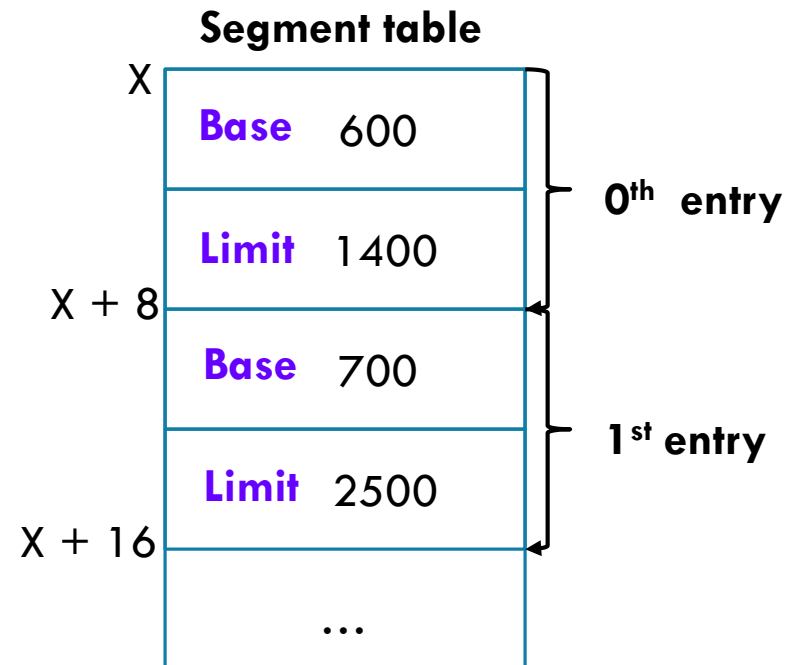 Segment table
X
Base 600
0th entry
Limit 1400
X + 8
Base 700
1st entry
Limit 2500
X + 16
...